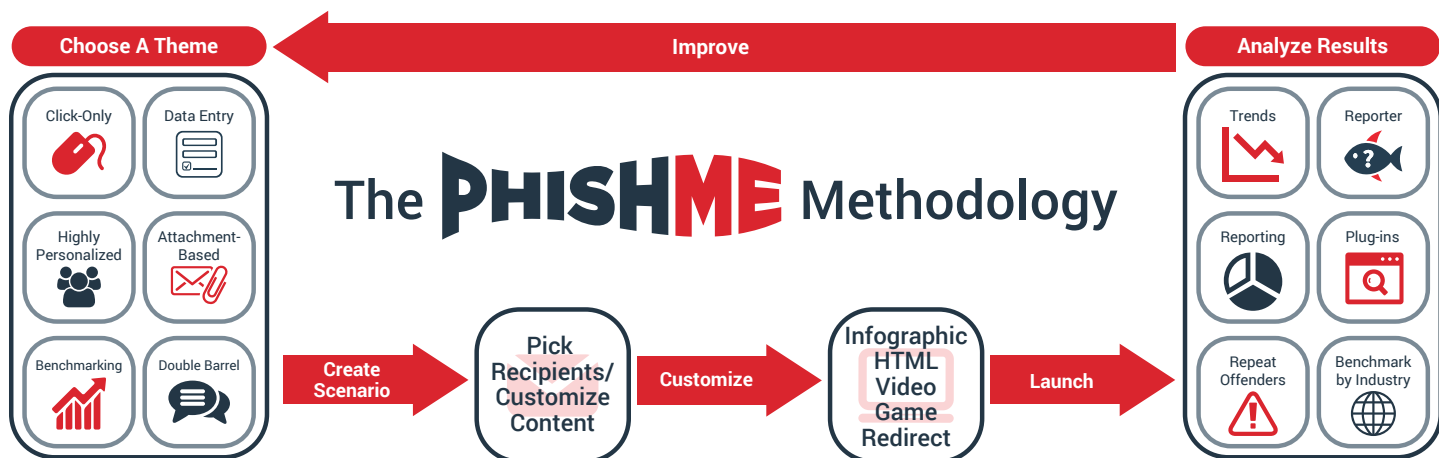 Choose A Theme
Improve
Analyze Results
Click-Only
Data Entry
Highly
Personalized
Attachment-
Based
Benchmarking
Double Barrel
The PHISHME Methodology
Create
Scenario
Pick
Recipients/
Customize
Content
Customize
Infographic
HTML
Video
Game
Redirect
Launch
Trends
Reporter
?
Reporting
Plug-ins
Repeat
Offenders
Benchmark
by Industry